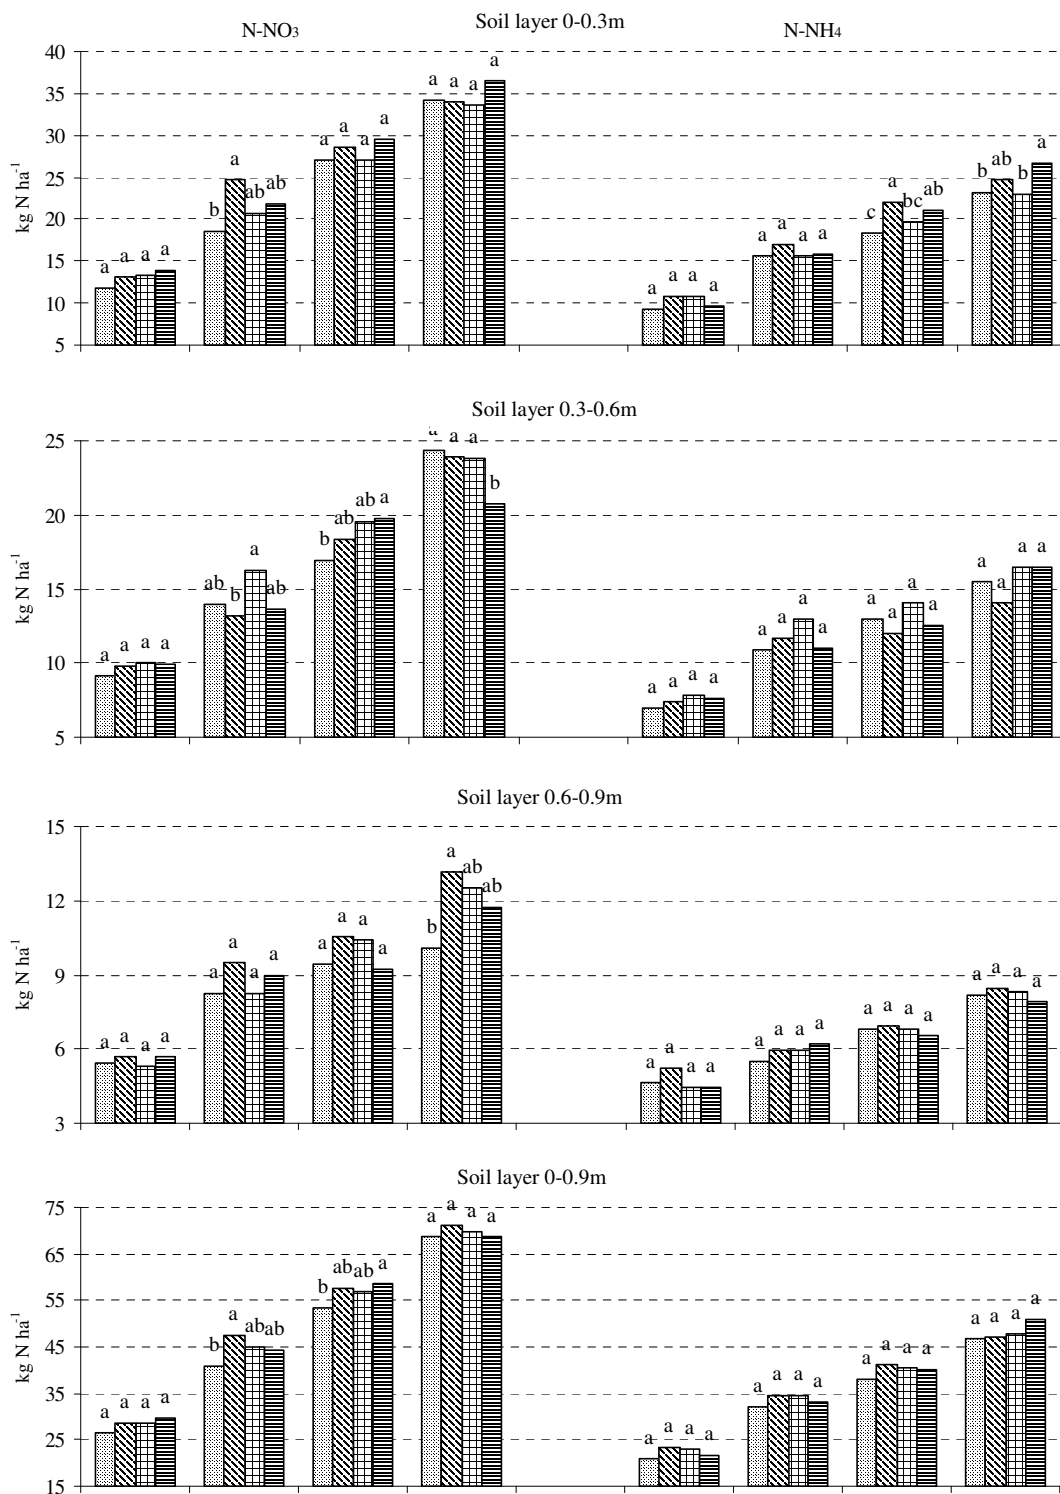 Soil layer 0-0.3m
N-NO3 N-NH4
40
35
30
25
20
15
10
5
kg N ha-1
a a a a b a ab ab a a a a a a a a a a a a a a a a c a bc ab b ab b a
Soil layer 0.3-0.6m
25
20
15
10
5
kg N ha-1
a a a a ab b a ab b ab ab a a a b a a a a a a a a a a a a a a a a
Soil layer 0.6-0.9m
15
12
9
6
3
kg N ha-1
a a a a a a a a a a a a b a ab ab a a a a a a a a a a a a a a a a
Soil layer 0-0.9m
75
65
55
45
35
25
15
kg N ha-1
a a a a b a ab ab b ab ab a a a a a a a a a a a a a a a a a a a a a